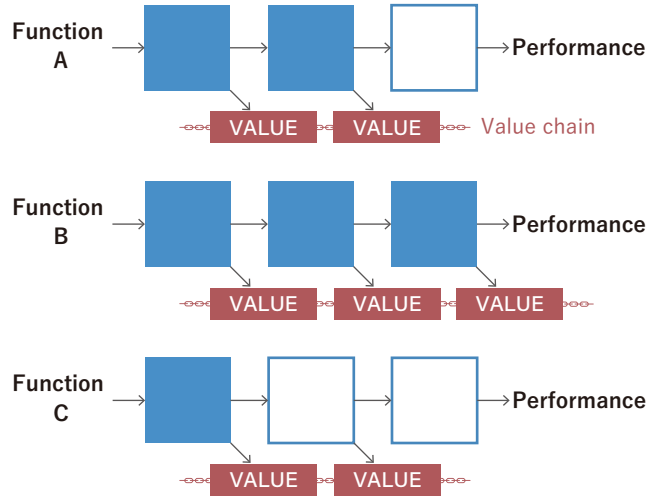 Function
A
Performance
VALUE VALUE Value chain
Function
B
Performance
VALUE VALUE VALUE
Function
C
Performance
VALUE VALUE